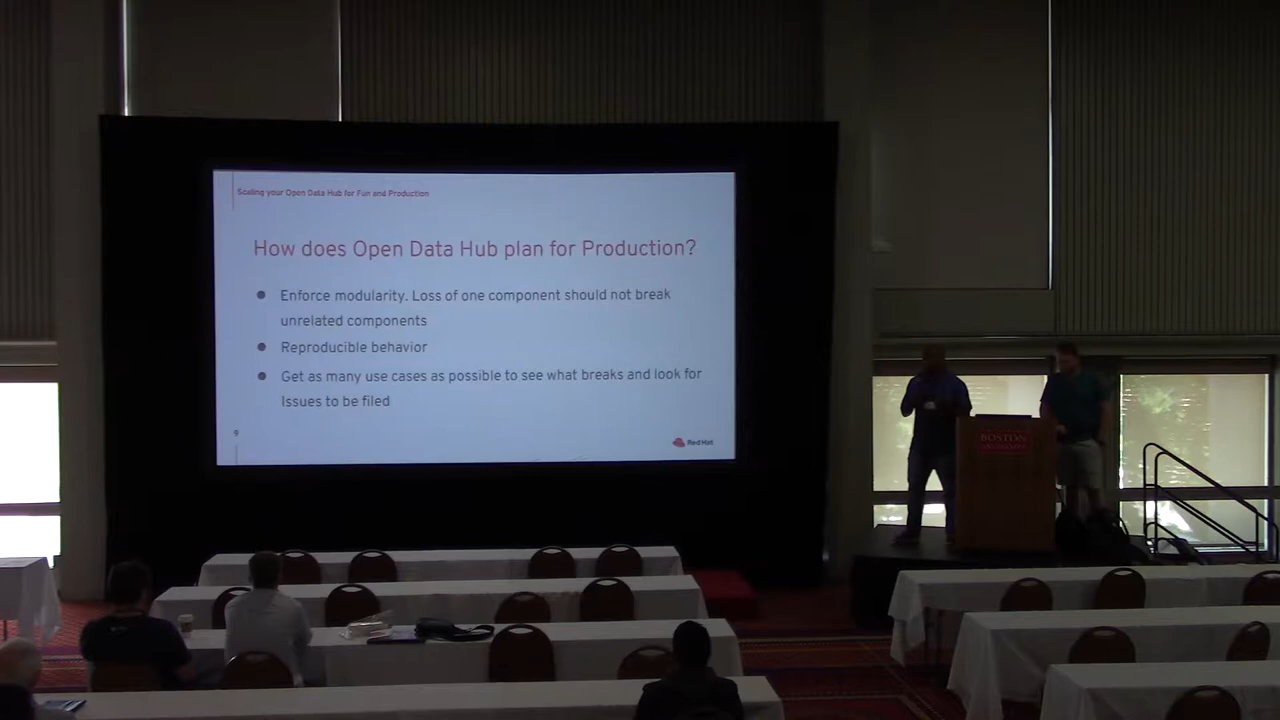 Scaling your Open Data Hub for Fun and Production
How does Open Data Hub plan for Production?
Enforce modularity. Loss of one component should not break
unrelated components
Reproducible behavior
Get as many use cases as possible to see what breaks and look for
Issues to be filed
Red Hat
BOSTON